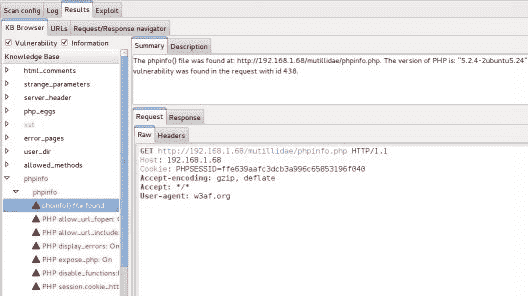 Scan config Log Results Exploit
KB Browser URLs Request/Response navigator
Vulnerability Information
Knowledge Base
html_comments
strange_parameters
server_header
php_eggs
xst
error_pages
user_dir
allowed_methods
phpinfo
phpinfo
phpinfo() file found
PHP allow_url_fopen: O
PHP allow_url_include
PHP display_errors: On
PHP expose_php: On
PHP disable_functions:
PHP session.cookie_htt
Summary Description
The phpinfo() file was found at: http://192.168.1.68/mutillidae/phpinfo.php. The version of PHP is: "5.2.4-2ubuntu5.24"
vulnerability was found in the request with id 438.
Request Response
Raw Headers
GET http://192.168.1.68/mutillidae/phpinfo.php HTTP/1.1
Host: 192.168.1.68
Cookie: PHPSESSID=ffe639aafc3dcb3a996c65853196f040
Accept-encoding: gzip, deflate
Accept: */*
User-agent: w3af.org